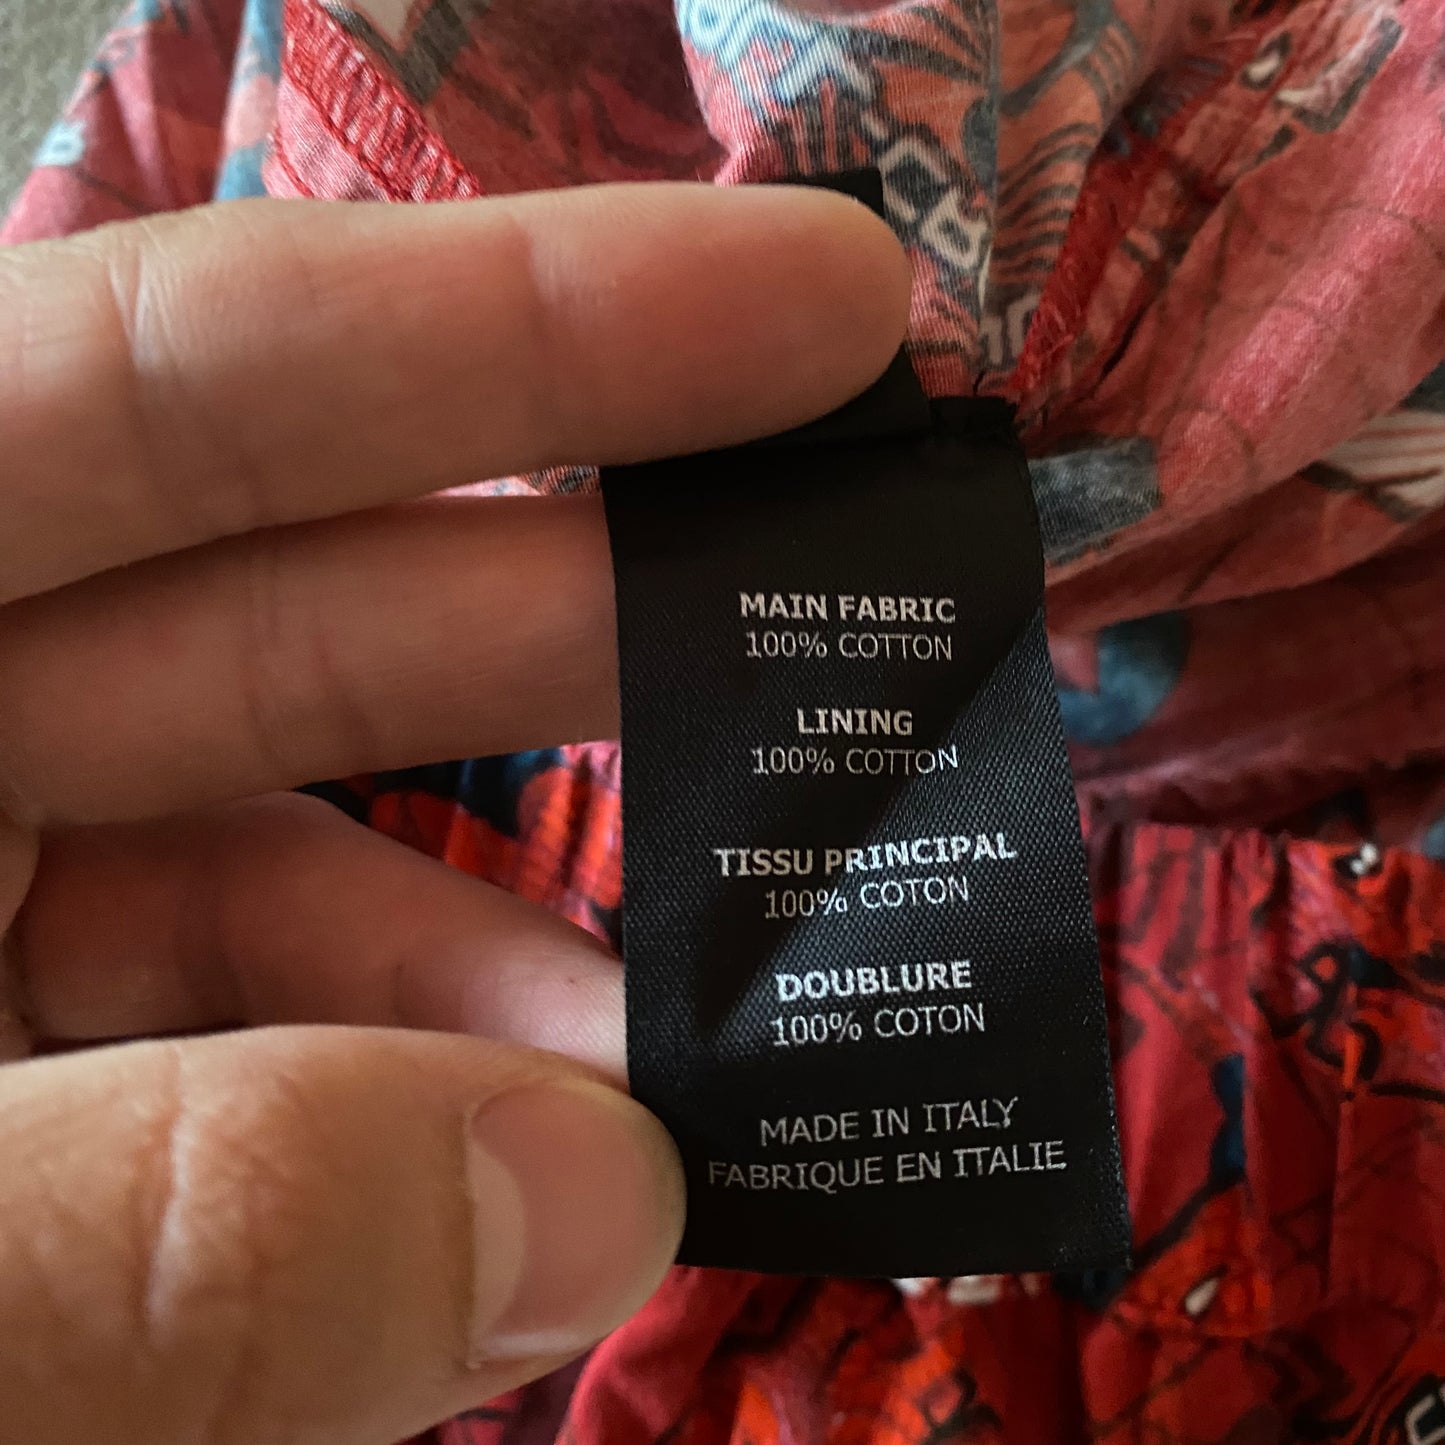 MAIN FABRIC
100% COTTON
LINING
100% COTTON
TISSU PRINCIPAL
100% COTON
DOUBLURE
100% COTON
MADE IN ITALY
FABRIQUE EN ITALIE